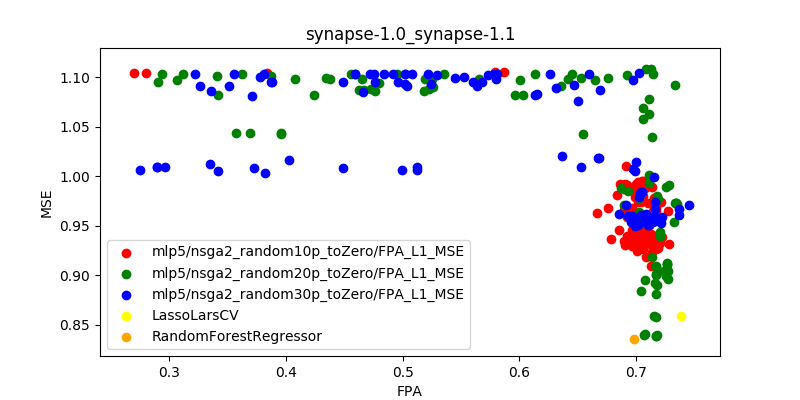 synapse-1.0_synapse-1.1
MSE
1.10
1.05
1.00
0.95
0.90
0.85
mlp5/nsga2_random10p_toZero/FPA_L1_MSE
mlp5/nsga2_random20p_toZero/FPA_L1_MSE
mlp5/nsga2_random30p_toZero/FPA_L1_MSE
LassoLarsCV
RandomForestRegressor
0.3 0.4 0.5 0.6 0.7
FPA